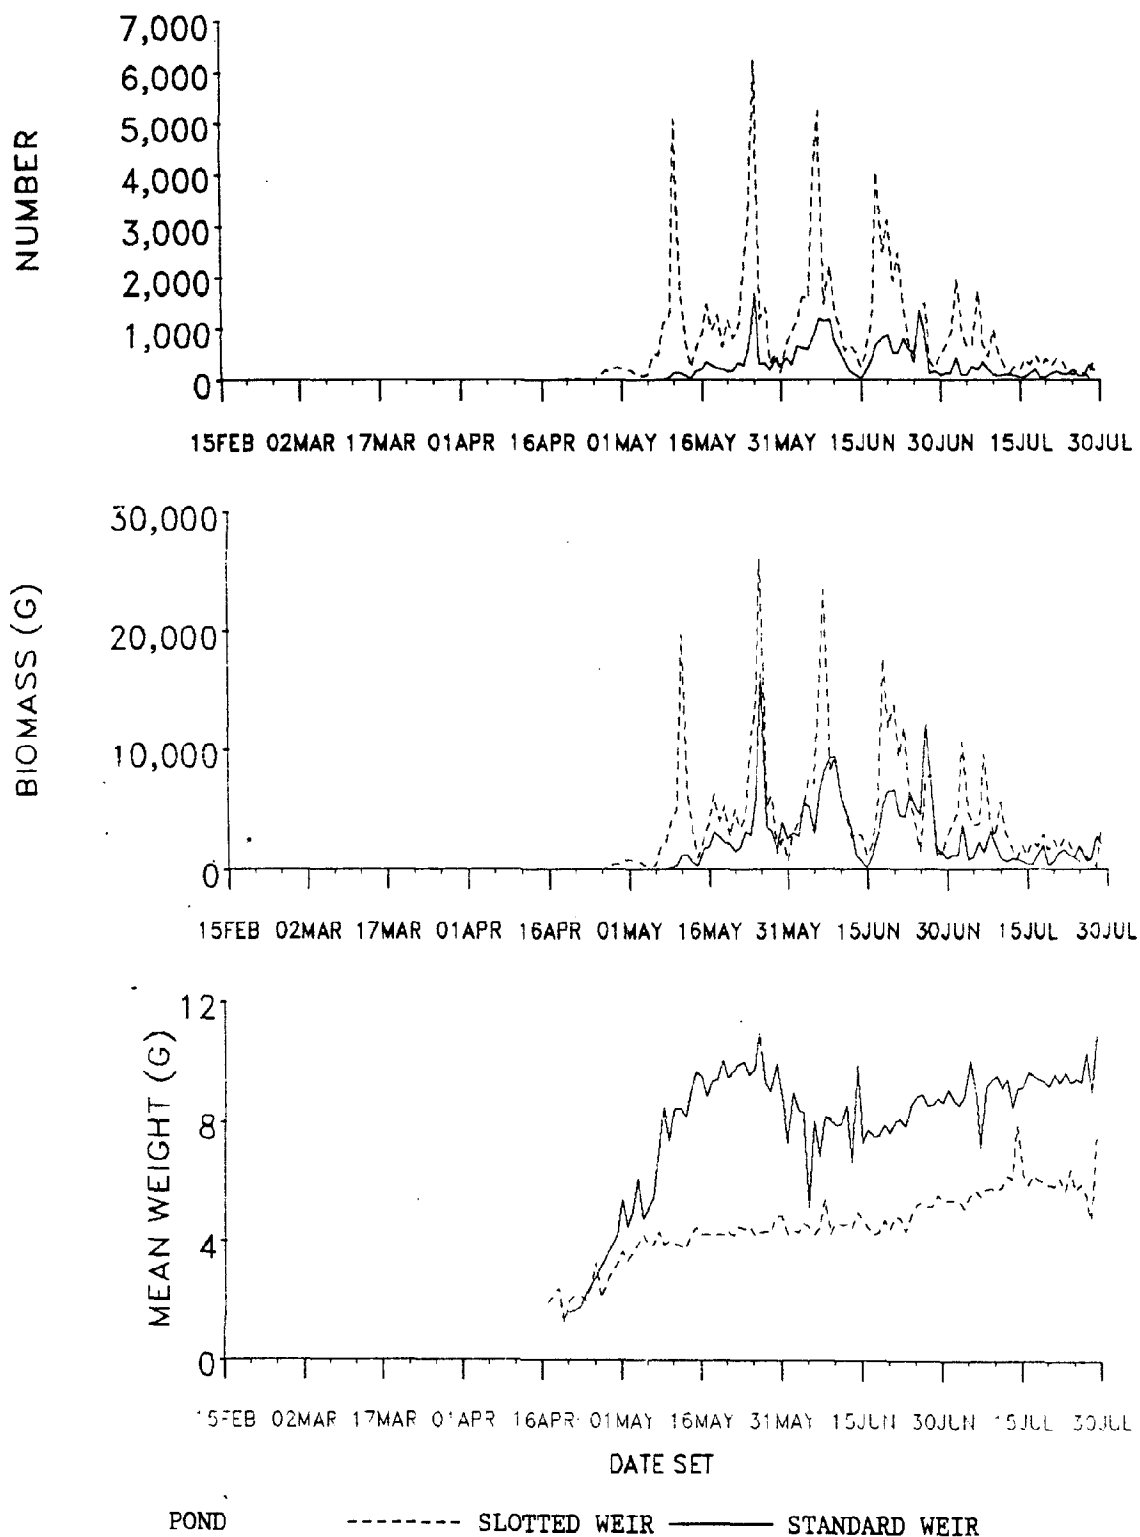 NUMBER
7,000
6,000
5,000
4,000
3,000
2,000
1,000
0
15FEB 02MAR 17MAR 01APR 16APR 01MAY 16MAY 31MAY 15JUN 30JUN 15JUL 30JUL
BIOMASS (G)
30,000
20,000
10,000
0
15FEB 02MAR 17MAR 01APR 16APR 01MAY 16MAY 31MAY 15JUN 30JUN 15JUL 30JUL
MEAN WEIGHT (G)
12
8
4
0
15FEB 02MAR 17MAR 01APR 16APR 01MAY 16MAY 31MAY 15JUN 30JUN 15JUL 30JUL
DATE SET
POND SLOTTED WEIR STANDARD WEIR